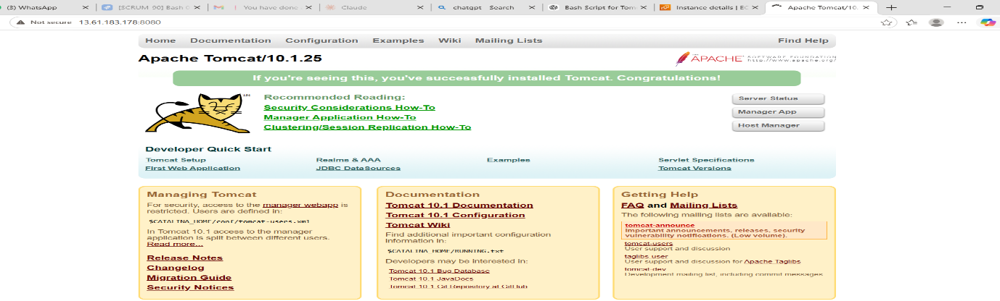 (3) WhatsApp
[SCRUM-90] Bash
You have done
Claude
chatgpt - Search
Bash Script for Tom
Instance details | EC
Apache Tomcat/10.
Not secure 13.61.183.178:8080
Home Documentation Configuration Examples Wiki Mailing Lists Find Help
Apache Tomcat/10.1.25
APACHE SOFTWARE FOUNDATION
http://www.apache.org/
If you're seeing this, you've successfully installed Tomcat. Congratulations!
TM
Recommended Reading:
Security Considerations How-To
Manager Application How-To
Clustering/Session Replication How-To
Server Status
Manager App
Host Manager
Developer Quick Start
Tomcat Setup
First Web Application
Realms & AAA
JDBC DataSources
Examples
Servlet Specifications
Tomcat Versions
Managing Tomcat
For security, access to the manager webapp is
restricted. Users are defined in:
$CATALINA_HOME/conf/tomcat-users.xml
In Tomcat 10.1 access to the manager
application is split between different users.
Read more...
Release Notes
Changelog
Migration Guide
Security Notices
Documentation
Tomcat 10.1 Documentation
Tomcat 10.1 Configuration
Tomcat Wiki
Find additional important configuration
information in:
$CATALINA_HOME/RUNNING.txt
Developers may be interested in:
Tomcat 10.1 Bug Database
Tomcat 10.1 JavaDocs
Tomcat 10.1 Git Repository at GitHub
Getting Help
FAQ and Mailing Lists
The following mailing lists are available:
tomcat-announce
Important announcements, releases, security
vulnerability notifications. (Low volume).
tomcat-users
User support and discussion
taglibs-user
User support and discussion for Apache Taglibs
tomcat-dev
Development mailing list, including commit messages